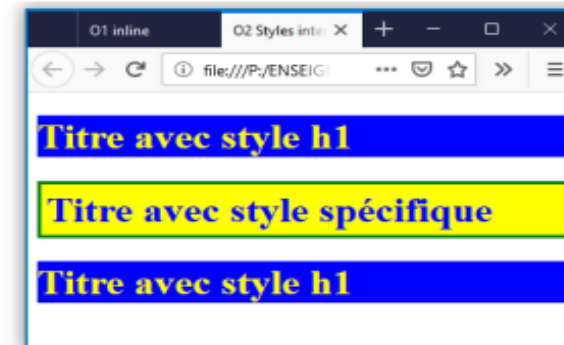 O1 inline
O2 Styles inte
file:///P:/ENSEIG
Titre avec style h1
Titre avec style spécifique
Titre avec style h1